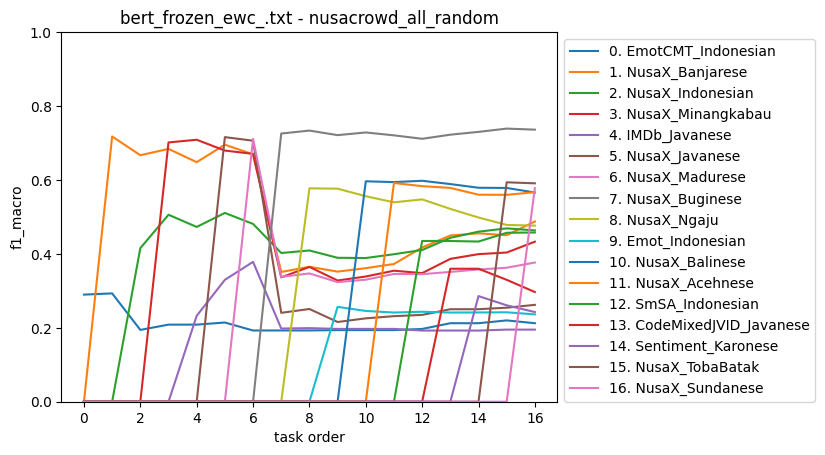 bert_frozen_ewc_.txt - nusacrowd_all_random
1.0
0.8
0.6
0.4
0.2
0.0
f1_macro
0 2 4 6 8 10 12 14 16
task order
0. EmotCMT_Indonesian
1. NusaX_Banjarese
2. NusaX_Indonesian
3. NusaX_Minangkabau
4. IMDb_Javanese
5. NusaX_Javanese
6. NusaX_Madurese
7. NusaX_Buginese
8. NusaX_Ngaju
9. Emot_Indonesian
10. NusaX_Balinese
11. NusaX_Acehnese
12. SmSA_Indonesian
13. CodeMixedJVID_Javanese
14. Sentiment_Karonese
15. NusaX_TobaBatak
16. NusaX_Sundanese